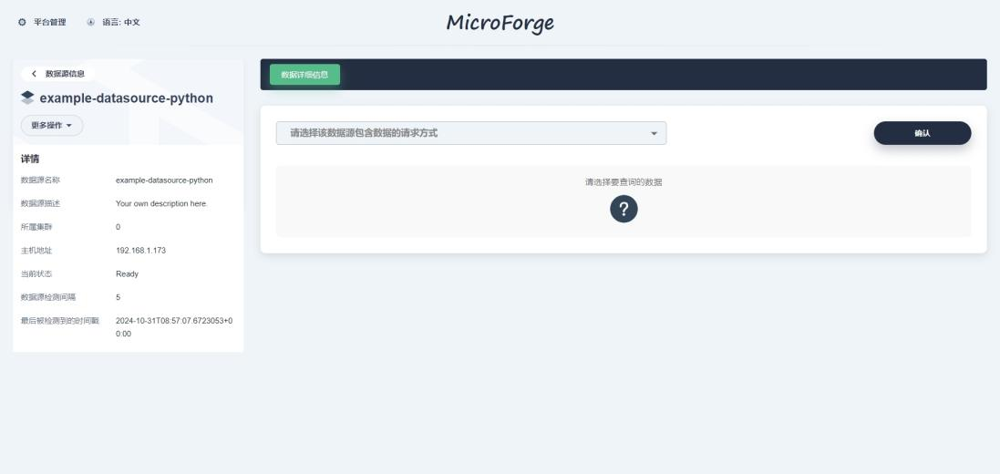 平台管理
语言: 中文
MicroForge
数据源信息
example-datasource-python
更多操作
详情
数据源名称 example-datasource-python
数据源描述 Your own description here.
所属集群 0
主机地址 192.168.1.173
当前状态 Ready
数据源检测间隔 5
最后被检测到的时间戳 2024-10-31T08:57:07.6723053+0
0:00
数据详细信息
请选择该数据源包含数据的请求方式
确认
请选择要查询的数据
?